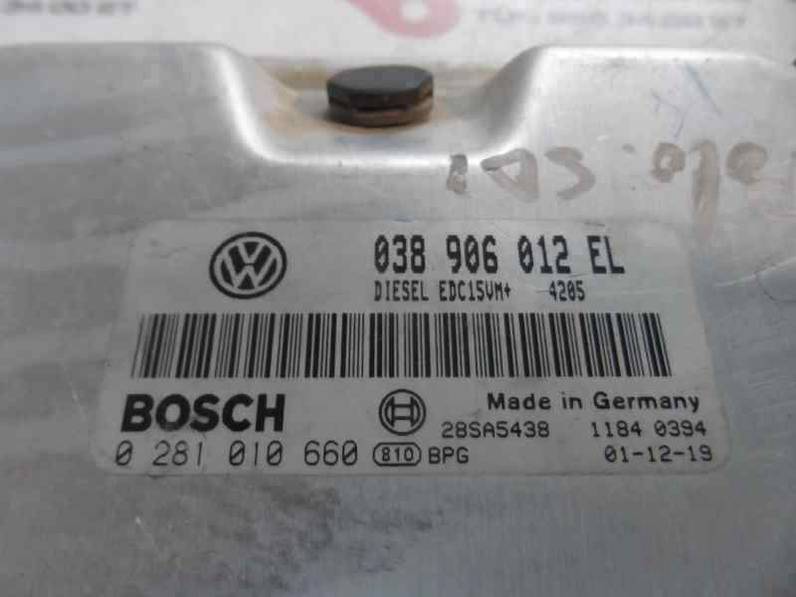 038 906 012 EL
DIESEL EDC15VM+ 4205
BOSCH
Made in Germany
28SA5438 1184 0394
0 281 010 660 810 BPG 01-12-19